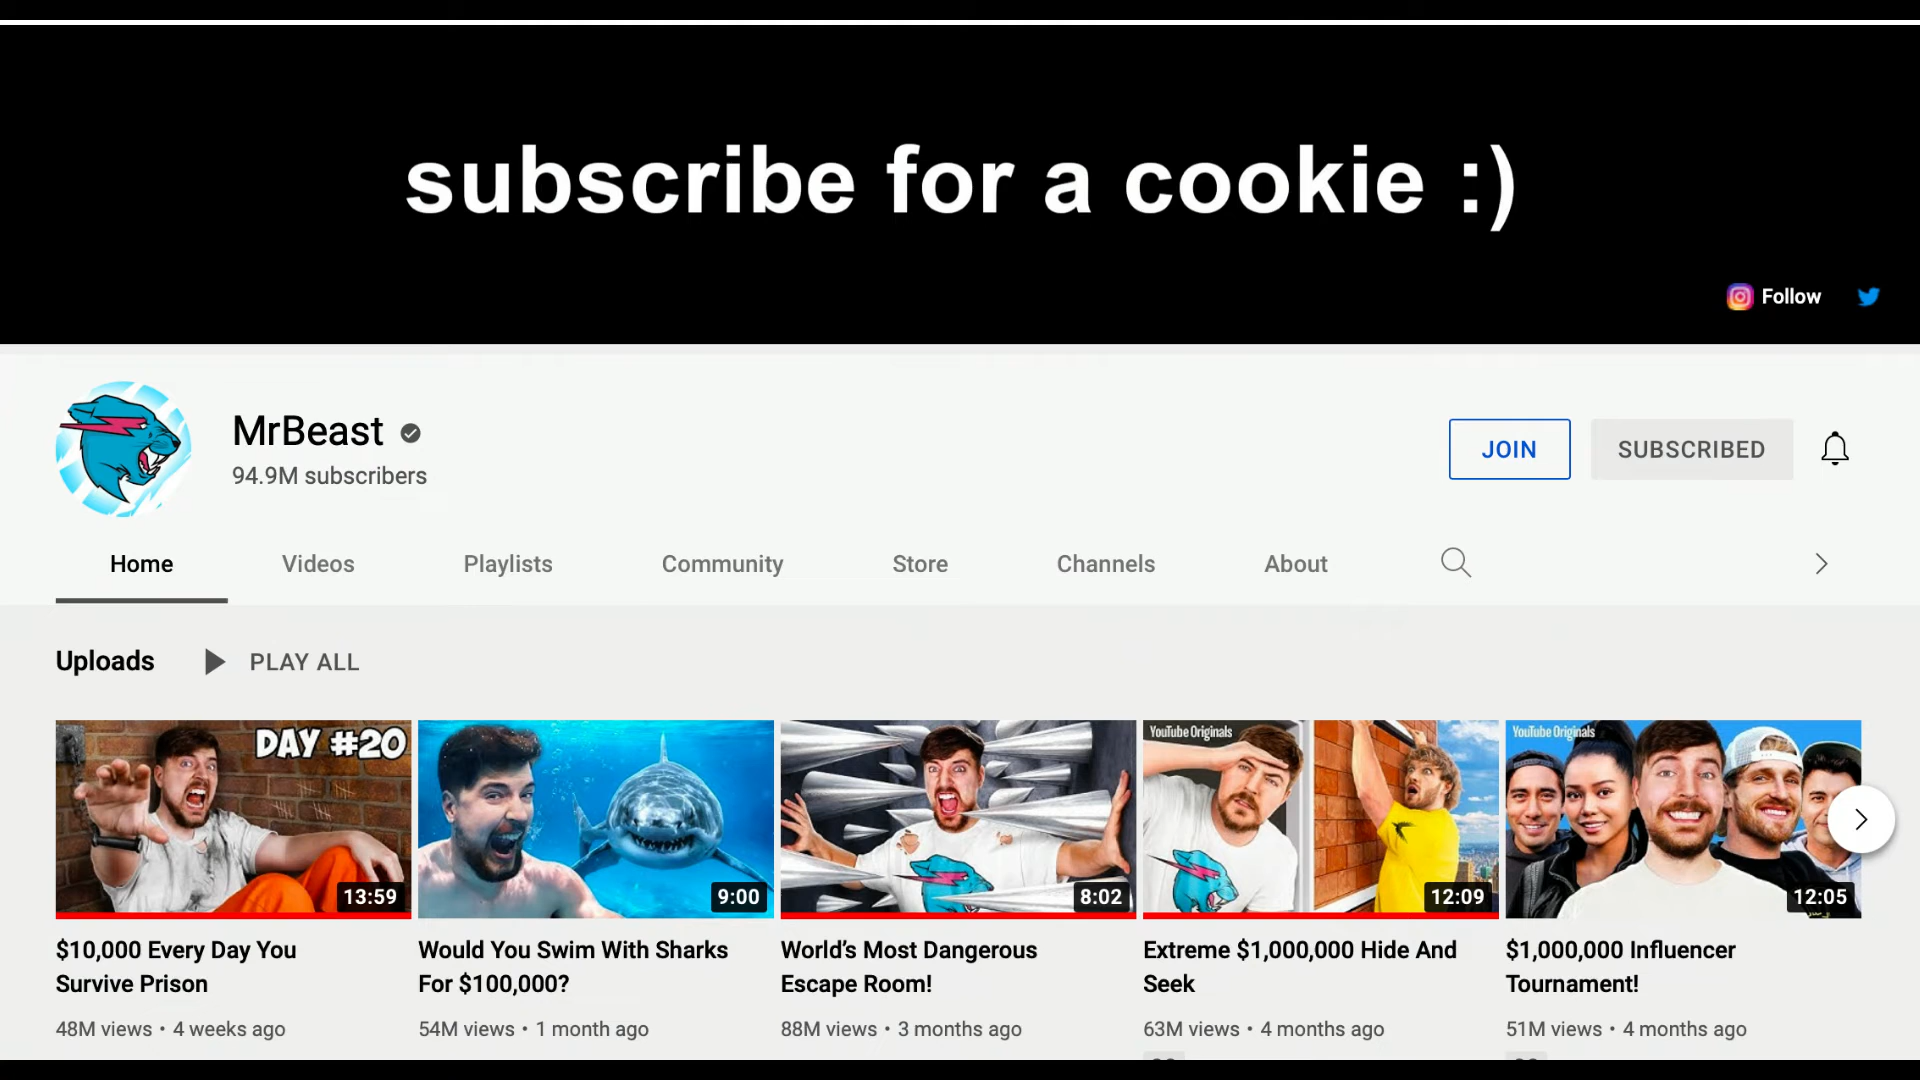 subscribe for a cookie :)
Follow
MrBeast
94.9M subscribers
JOIN
SUBSCRIBED
Home
Videos
Playlists
Community
Store
Channels
About
Uploads
PLAY ALL
DAY #20
13:59
9:00
8:02
YouTube Originals
12:09
YouTube Originals
12:05
$10,000 Every Day You
Survive Prison
48M views • 4 weeks ago
Would You Swim With Sharks
For $100,000?
54M views • 1 month ago
World’s Most Dangerous
Escape Room!
88M views • 3 months ago
Extreme $1,000,000 Hide And
Seek
63M views • 4 months ago
$1,000,000 Influencer
Tournament!
51M views • 4 months ago